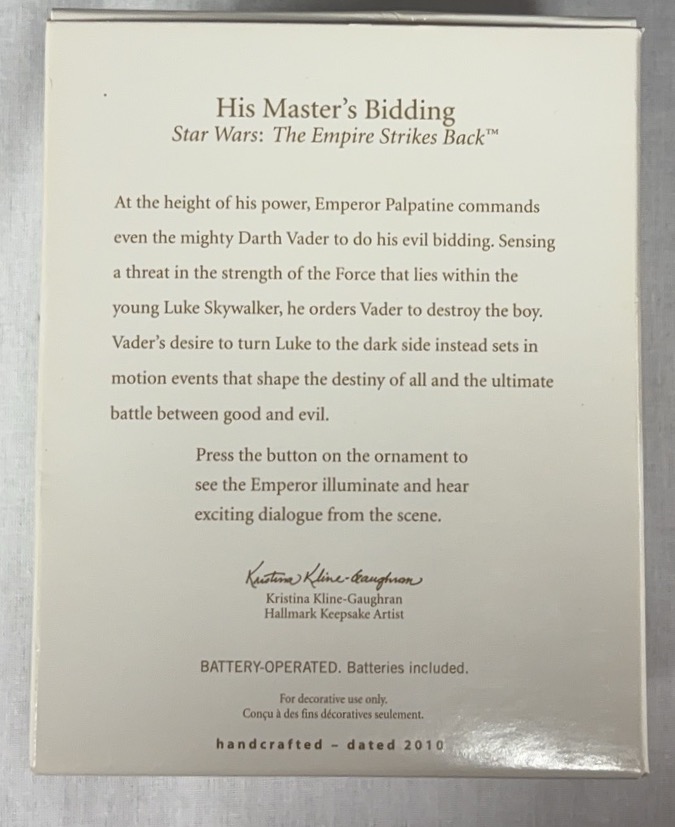 His Master's Bidding
Star Wars: The Empire Strikes Back™
At the height of his power, Emperor Palpatine commands
even the mighty Darth Vader to do his evil bidding. Sensing
a threat in the strength of the Force that lies within the
young Luke Skywalker, he orders Vader to destroy the boy.
Vader's desire to turn Luke to the dark side instead sets in
motion events that shape the destiny of all and the ultimate
battle between good and evil.
Press the button on the ornament to
see the Emperor illuminate and hear
exciting dialogue from the scene.
Kristina Kline-Gaughran
Kristina Kline-Gaughran
Hallmark Keepsake Artist
BATTERY-OPERATED. Batteries included.
For decorative use only.
Conçu à des fins décoratives seulement.
handcrafted – dated 2010